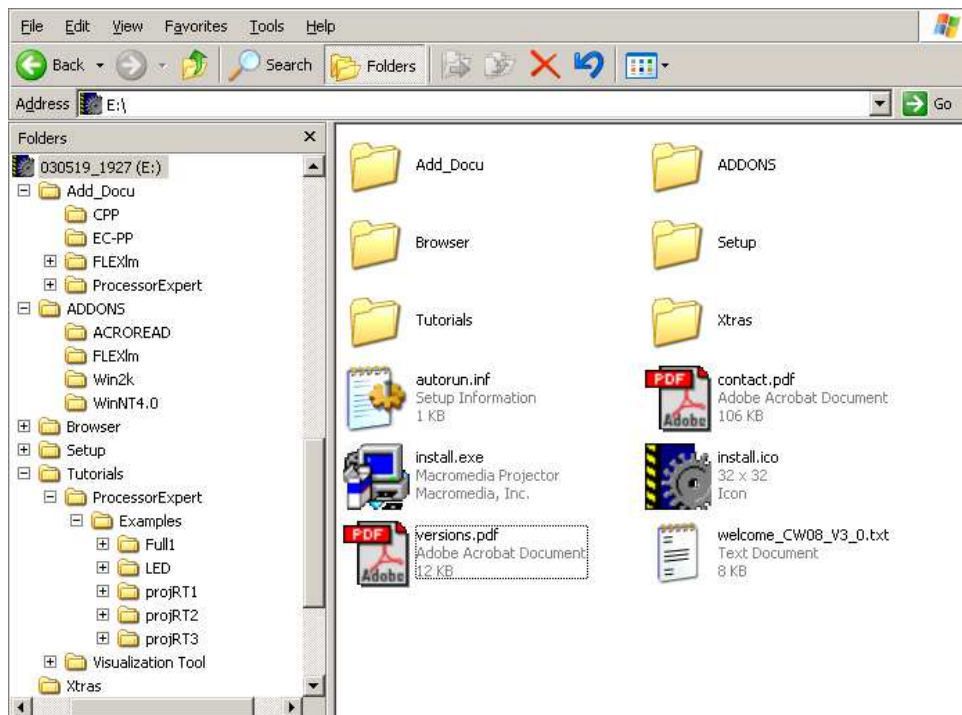 File Edit View Favorites Tools Help
Back Search Folders
Address E:\ Go
Folders
030519_1927 (E:)
Add_Docu
CPP
EC-PP
FLEXlm
ProcessorExpert
ADDONS
ACROREAD
FLEXlm
Win2k
WinNT4.0
Browser
Setup
Tutorials
ProcessorExpert
Examples
Full1
LED
projRT1
projRT2
projRT3
Visualization Tool
Xtras
Add_Docu
ADDONS
Browser
Setup
Tutorials
Xtras
autorun.inf
Setup Information
1 KB
PDF
Adobe
contact.pdf
Adobe Acrobat Document
106 KB
install.exe
Macromedia Projector
Macromedia, Inc.
install.ico
32 x 32
Icon
PDF
Adobe
versions.pdf
Adobe Acrobat Document
12 KB
welcome_CW08_V3_0.txt
Text Document
8 KB